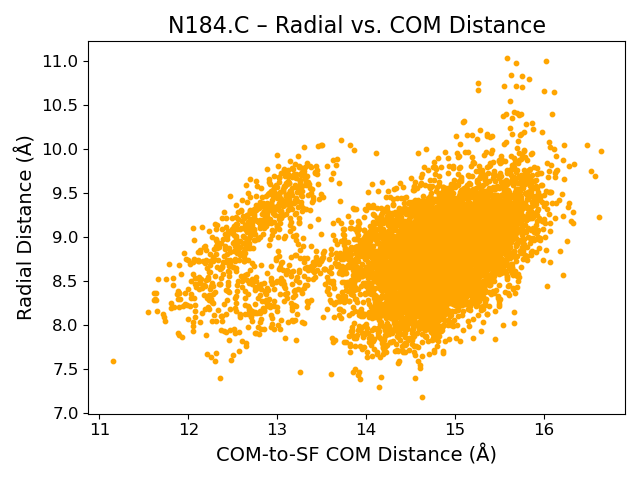 N184.C – Radial vs. COM Distance
11.0
10.5
10.0
9.5
9.0
8.5
8.0
7.5
7.0
Radial Distance (Å)
11 12 13 14 15 16
COM-to-SF COM Distance (Å)